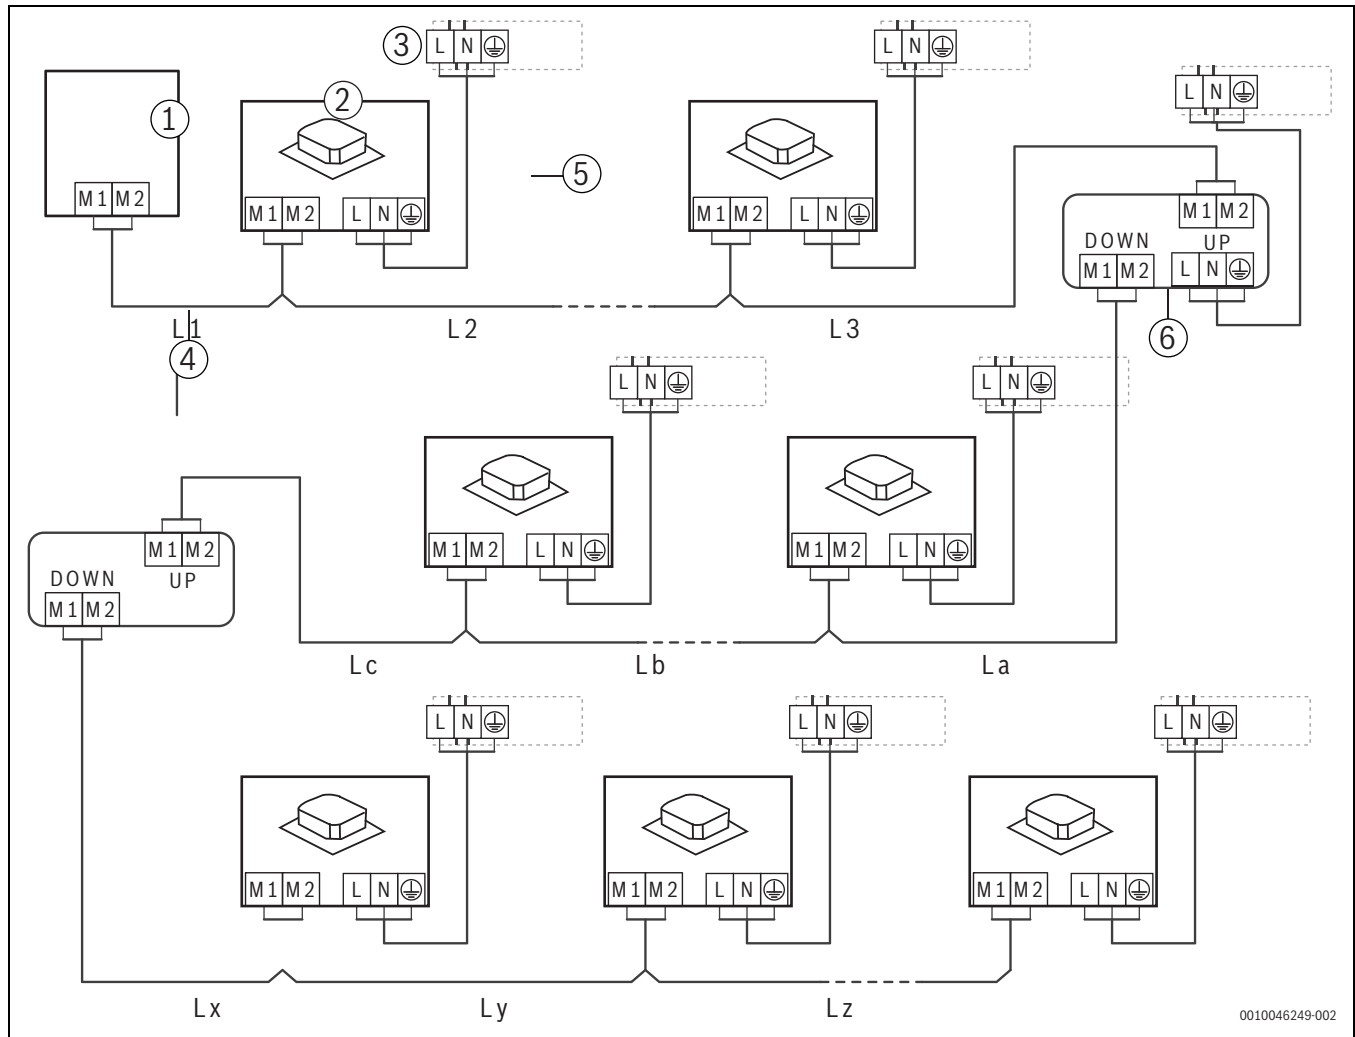 3 L N L N
L N
1 2
5
M1 M2 M1 M2 L N M1 M2 L N M1 M2
DOWN UP
M1 M2 L N
L1 L2 L3
4 6
L N L N
M1 M2 L N M1 M2 L N
M1 M2
DOWN UP
M1 M2
Lc Lb La
L N L N L N
M1 M2 L N M1 M2 L N M1 M2 L N
Lx Ly Lz
0010046249-002